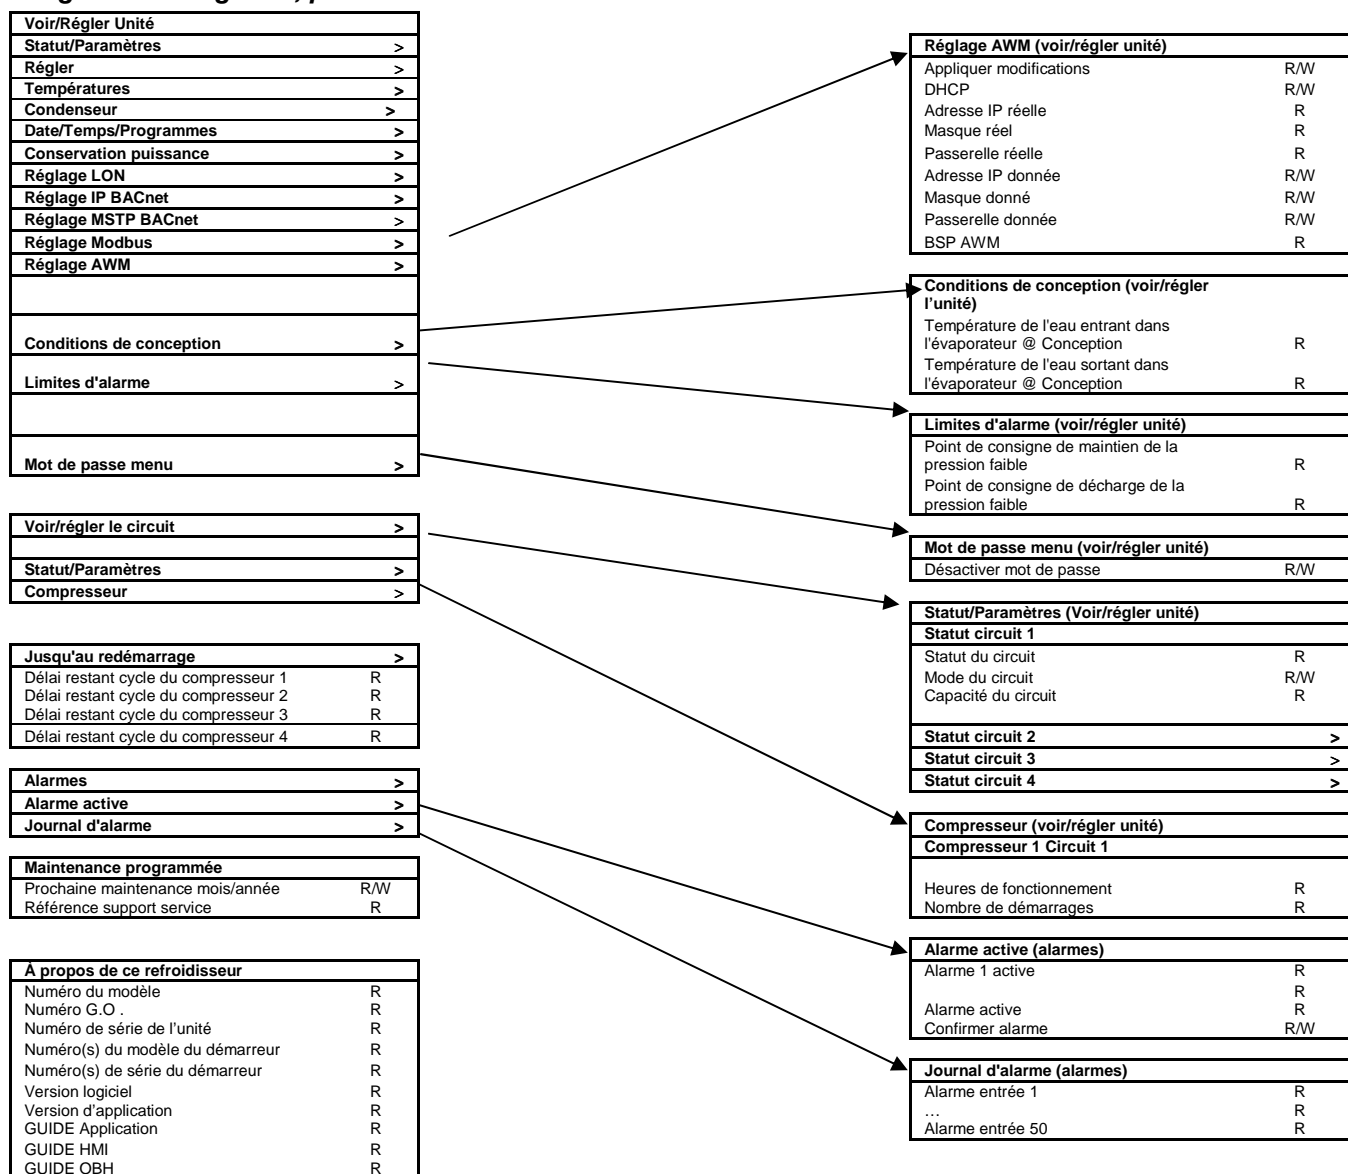 Voir/Régler Unité
Statut/Paramètres >
Régler >
Températures >
Condenseur >
Date/Temps/Programmes >
Conservation puissance >
Réglage LON >
Réglage IP BACnet >
Réglage MSTP BACnet >
Réglage Modbus >
Réglage AWM >
Conditions de conception >
Limites d'alarme >
Mot de passe menu >
Voir/régler le circuit >
Statut/Paramètres >
Compresseur >
Jusqu'au redémarrage >
Délai restant cycle du compresseur 1 R
Délai restant cycle du compresseur 2 R
Délai restant cycle du compresseur 3 R
Délai restant cycle du compresseur 4 R
Alarmes >
Alarme active >
Journal d'alarme >
Maintenance programmée
Prochaine maintenance mois/année R/W
Référence support service R
À propos de ce refroidisseur
Numéro du modèle R
Numéro G.O . R
Numéro de série de l’unité R
Numéro(s) du modèle du démarreur R
Numéro(s) de série du démarreur R
Version logiciel R
Version d’application R
GUIDE Application R
GUIDE HMI R
GUIDE OBH R
Réglage AWM (voir/régler unité)
Appliquer modifications R/W
DHCP R/W
Adresse IP réelle R
Masque réel R
Passerelle réelle R
Adresse IP donnée R/W
Masque donné R/W
Passerelle donnée R/W
BSP AWM R
Conditions de conception (voir/régler
l’unité)
Température de l'eau entrant dans
l'évaporateur @ Conception R
Température de l'eau sortant dans
l'évaporateur @ Conception R
Limites d'alarme (voir/régler unité)
Point de consigne de maintien de la
pression faible R
Point de consigne de décharge de la
pression faible R
Mot de passe menu (voir/régler unité)
Désactiver mot de passe R/W
Statut/Paramètres (Voir/régler unité)
Statut circuit 1
Statut du circuit R
Mode du circuit R/W
Capacité du circuit R
Statut circuit 2 >
Statut circuit 3 >
Statut circuit 4 >
Compresseur (voir/régler unité)
Compresseur 1 Circuit 1
Heures de fonctionnement R
Nombre de démarrages R
Alarme active (alarmes)
Alarme 1 active R
R
Alarme active R
Confirmer alarme R/W
Journal d'alarme (alarmes)
Alarme entrée 1 R
… R
Alarme entrée 50 R